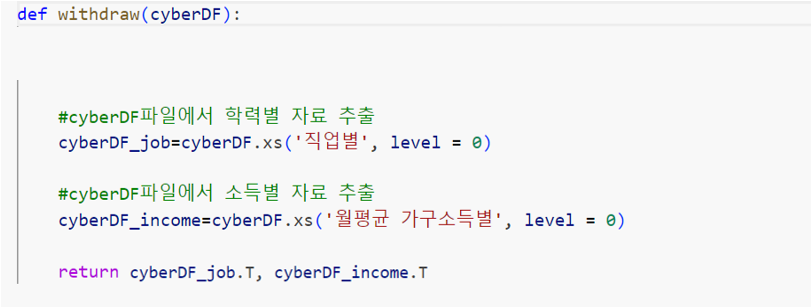 def withdraw(cyberDF):
#cyberDF파일에서 학력별 자료 추출
cyberDF_job=cyberDF.xs('직업별', level = 0)
#cyberDF파일에서 소득별 자료 추출
cyberDF_income=cyberDF.xs('월평균 가구소득별', level = 0)
return cyberDF_job.T, cyberDF_income.T